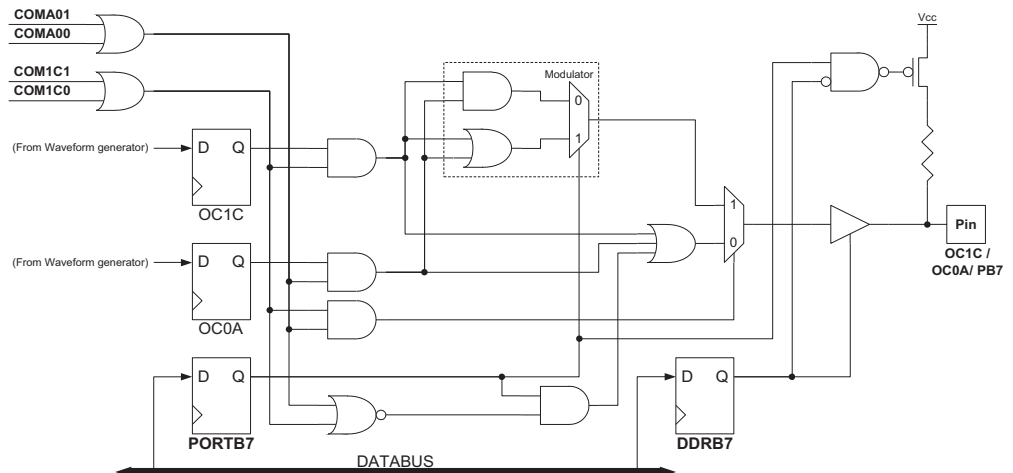 COMA01
COMA00
Vcc
COM1C1
COM1C0
Modulator
0
1
(From Waveform generator)
D Q
OC1C
1
0
Pin
OC1C /
OC0A/ PB7
(From Waveform generator)
D Q
OC0A
D Q
PORTB7
D Q
DDRB7
DATABUS